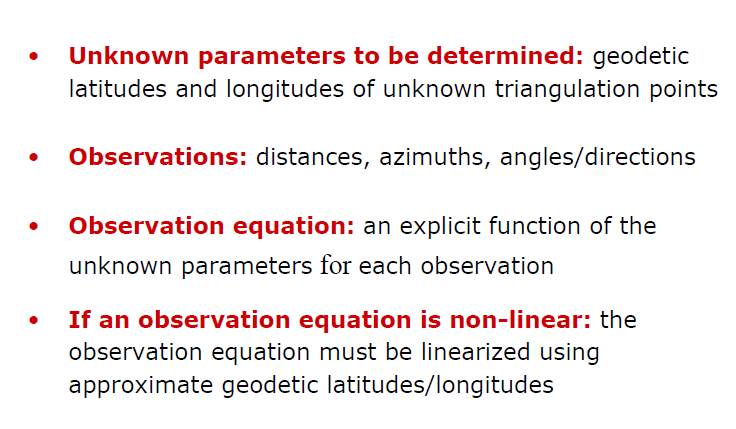 • Unknown parameters to be determined: geodetic
latitudes and longitudes of unknown triangulation points
• Observations: distances, azimuths, angles/directions
• Observation equation: an explicit function of the
unknown parameters for each observation
• If an observation equation is non-linear: the
observation equation must be linearized using
approximate geodetic latitudes/longitudes